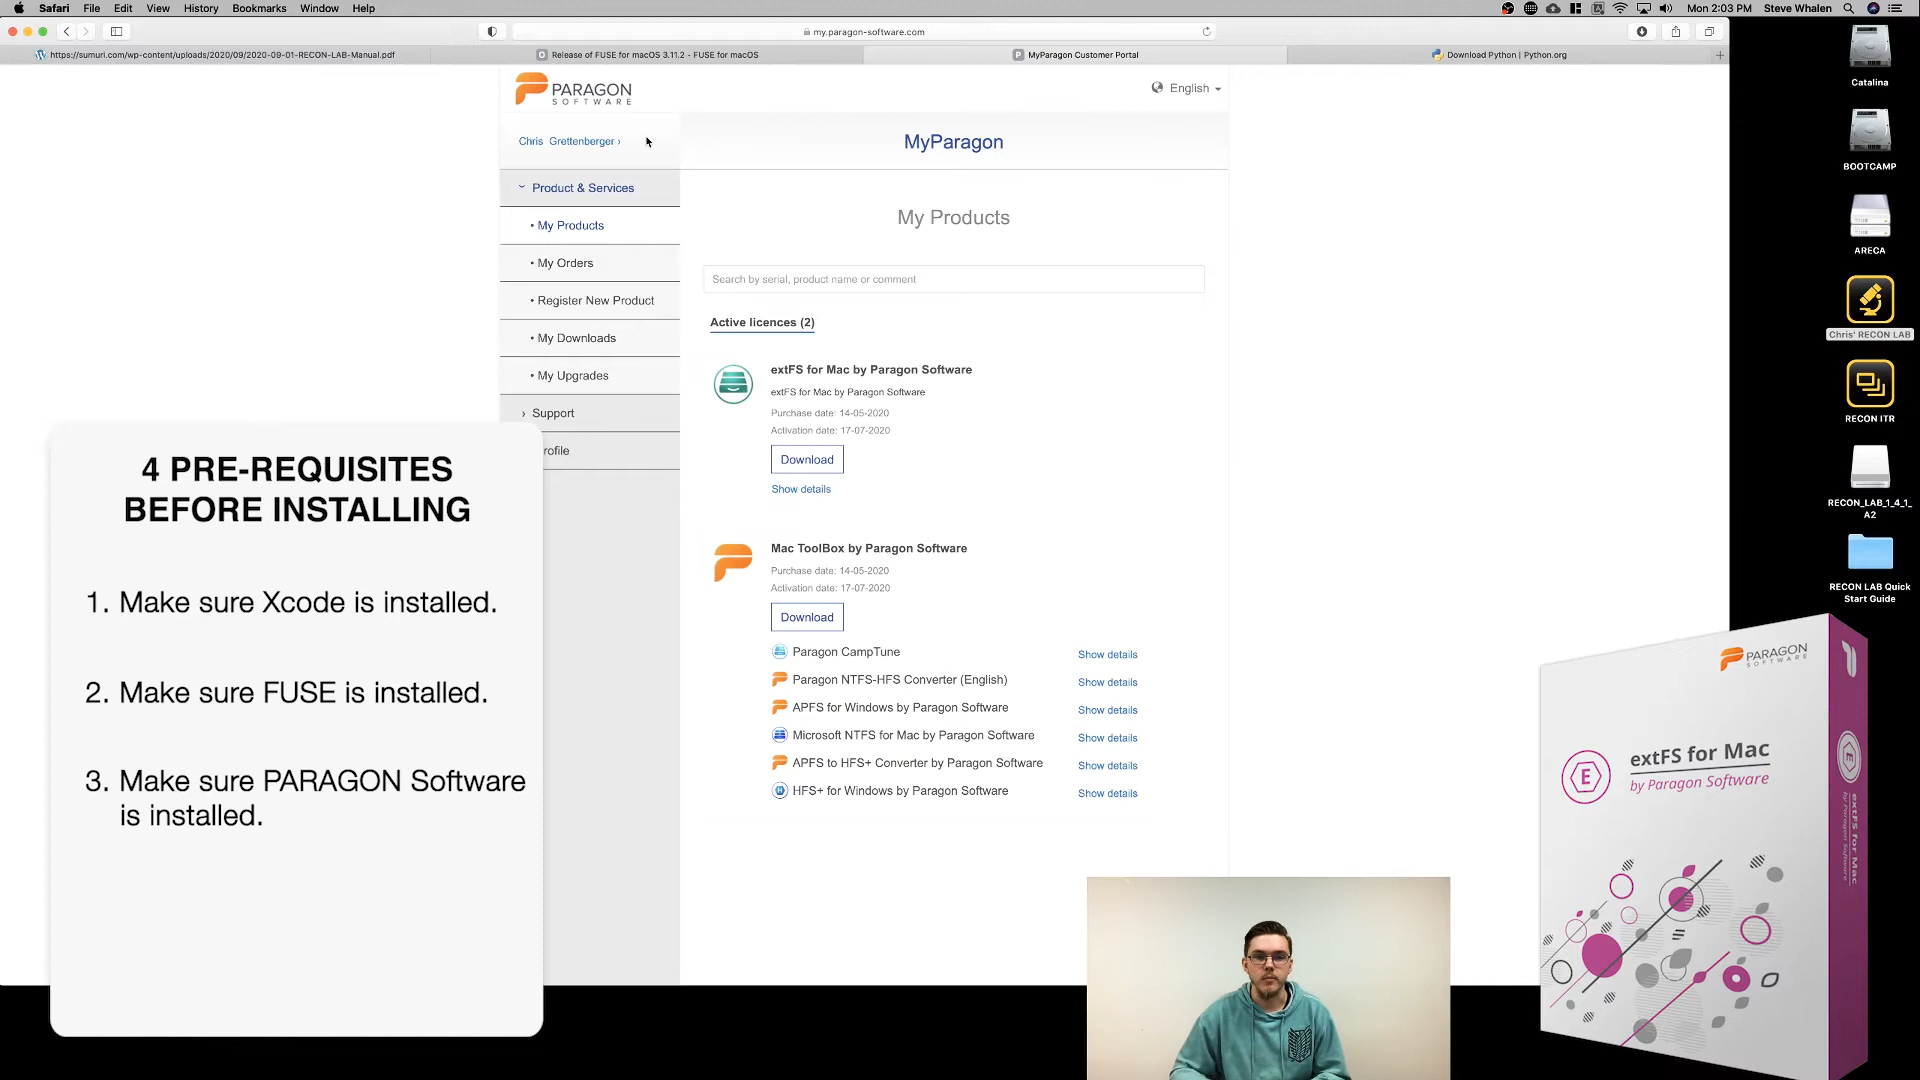 Safari File Edit View History Bookmarks Window Help
Mon 2:03 PM Steve Whalen
my.paragon-software.com
https://sumuri.com/wp-content/uploads/2020/09/2020-09-01-RECON-LAB-Manual.pdf
Release of FUSE for macOS 3.11.2 - FUSE for macOS
MyParagon Customer Portal
Download Python | Python.org
PARAGON
SOFTWARE
English
Chris Grettenberger ›
MyParagon
Product & Services
• My Products
• My Orders
• Register New Product
• My Downloads
• My Upgrades
Support
rofile
My Products
Search by serial, product name or comment
Active licences (2)
extFS for Mac by Paragon Software
extFS for Mac by Paragon Software
Purchase date: 14-05-2020
Activation date: 17-07-2020
Download
Show details
Mac ToolBox by Paragon Software
Purchase date: 14-05-2020
Activation date: 17-07-2020
Download
Paragon CampTune Show details
Paragon NTFS-HFS Converter (English) Show details
APFS for Windows by Paragon Software Show details
Microsoft NTFS for Mac by Paragon Software Show details
APFS to HFS+ Converter by Paragon Software Show details
HFS+ for Windows by Paragon Software Show details
4 PRE-REQUISITES
BEFORE INSTALLING
1. Make sure Xcode is installed.
2. Make sure FUSE is installed.
3. Make sure PARAGON Software
is installed.
Catalina
BOOTCAMP
ARECA
Chris' RECON LAB
RECON ITR
RECON_LAB_1_4_1_
A2
RECON LAB Quick
Start Guide
PARAGON
SOFTWARE
E
extFS for Mac
by Paragon Software
E
extFS for Mac
by Paragon Software